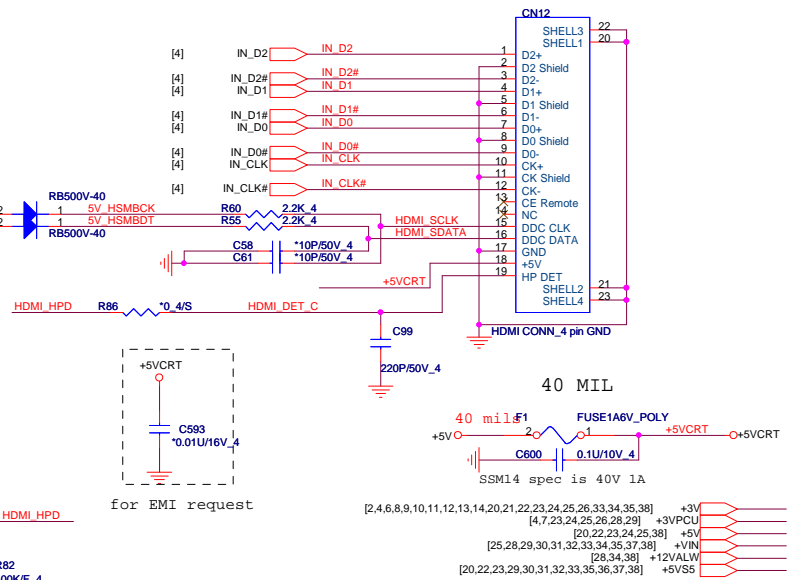 CN12
SHELL3 22
SHELL1 20
[4] IN_D2 IN_D2 1 D2+
2 D2 Shield
[4] IN_D2# IN_D2# 3 D2-
[4] IN_D1 IN_D1 4 D1+
5 D1 Shield
[4] IN_D1# IN_D1# 6 D1-
[4] IN_D0 IN_D0 7 D0+
8 D0 Shield
[4] IN_D0# IN_D0# 9 D0-
[4] IN_CLK IN_CLK 10 CK+
11 CK Shield
[4] IN_CLK# IN_CLK# 12 CK-
13 CE Remote
14 NC
15 DDC CLK
16 DDC DATA
17 GND
18 +5V
19 HP DET
SHELL2 21
SHELL4 23
HDMI CONN_4 pin GND
RB500V-40
2 1 5V_HSMBCK R60 2.2K_4
2 1 5V_HSMBDT R55 2.2K_4
RB500V-40
HDMI_SCLK
HDMI_SDATA
C58 *10P/50V_4
C61 *10P/50V_4
+5VCRT
HDMI_HPD R86 *0_4/S HDMI_DET_C
C99
220P/50V_4
+5VCRT
C593
*0.01U/16V_4
for EMI request
40 MIL
40 mils F1 FUSE1A6V_POLY
+5V 2 1 +5VCRT +5VCRT
C600 0.1U/10V_4
SSM14 spec is 40V 1A
HDMI_HPD
[2,4,6,8,9,10,11,12,13,14,20,21,22,23,24,25,26,33,34,35,38] +3V
[4,7,23,24,25,26,28,29] +3VPCU
[20,22,23,24,25,38] +5V
[25,28,29,30,31,32,33,34,35,37,38] +VIN
[28,34,38] +12VALW
[20,22,23,29,30,31,32,33,35,36,37,38] +5VS5